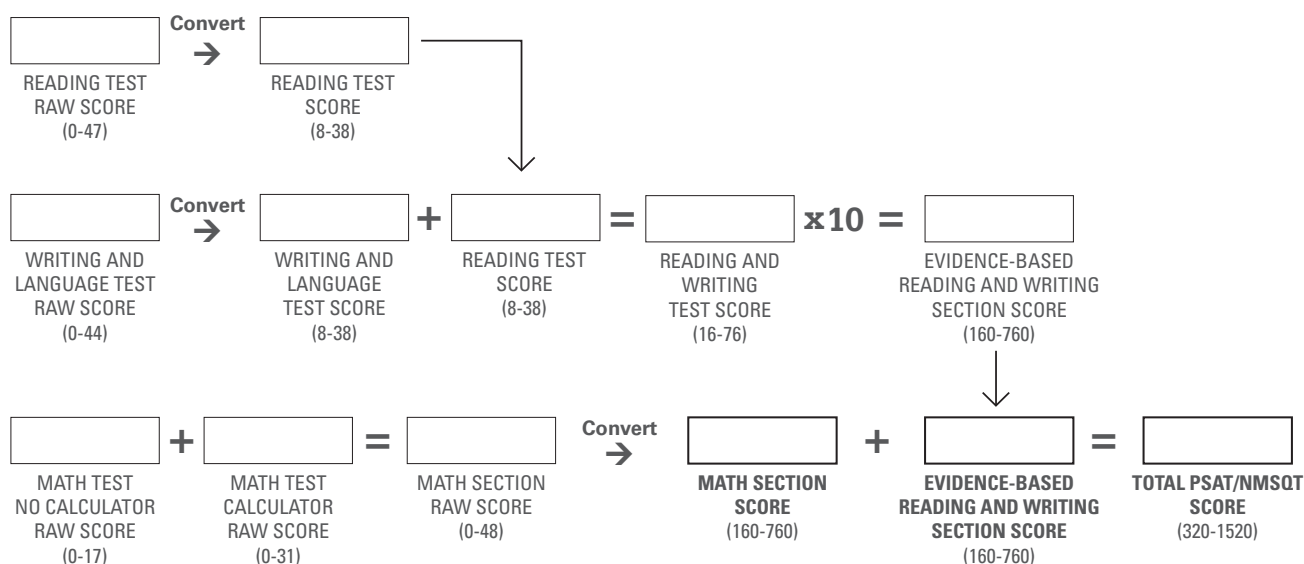 Convert
→
READING TEST
RAW SCORE
(0-47)
READING TEST
SCORE
(8-38)
Convert
→
+
=
x10 =
WRITING AND
LANGUAGE TEST
RAW SCORE
(0-44)
WRITING AND
LANGUAGE
TEST SCORE
(8-38)
READING TEST
SCORE
(8-38)
READING AND
WRITING
TEST SCORE
(16-76)
EVIDENCE-BASED
READING AND WRITING
SECTION SCORE
(160-760)
+
=
Convert
→
+
=
MATH TEST
NO CALCULATOR
RAW SCORE
(0-17)
MATH TEST
CALCULATOR
RAW SCORE
(0-31)
MATH SECTION
RAW SCORE
(0-48)
MATH SECTION
SCORE
(160-760)
EVIDENCE-BASED
READING AND WRITING
SECTION SCORE
(160-760)
TOTAL PSAT/NMSQT
SCORE
(320-1520)